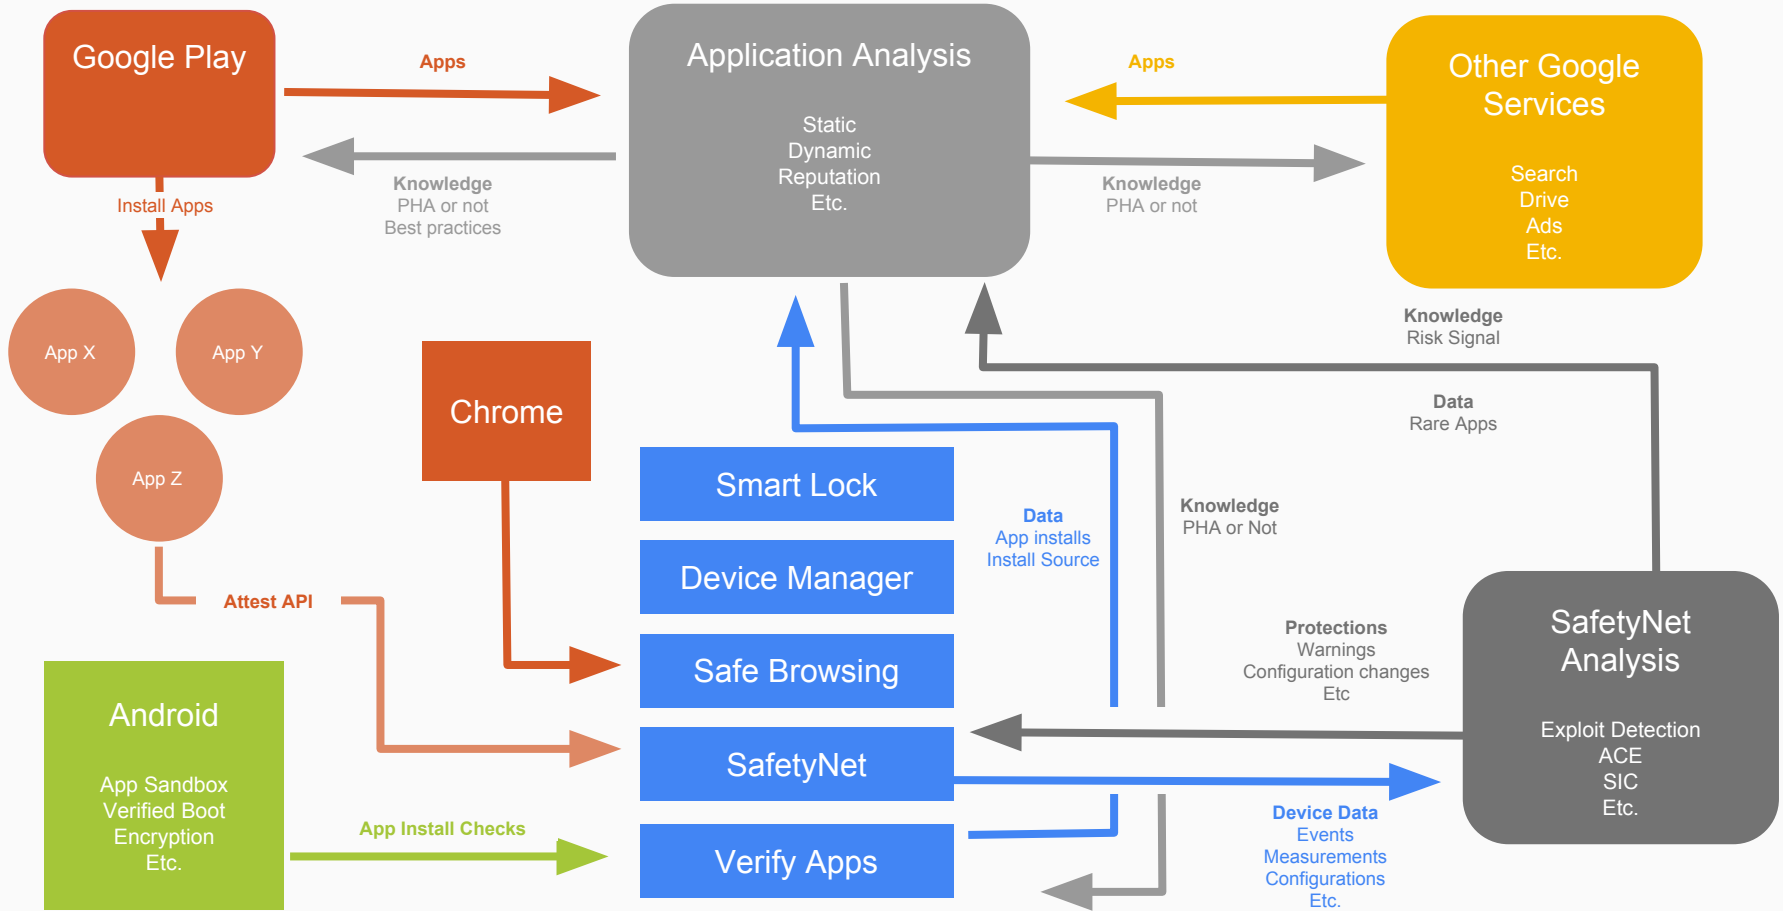 Google Play
Apps
Application Analysis
Static
Dynamic
Reputation
Etc.
Apps
Other Google
Services
Search
Drive
Ads
Etc.
Knowledge
PHA or not
Best practices
Knowledge
PHA or not
Install Apps
App X
App Y
App Z
Chrome
Knowledge
Risk Signal
Data
Rare Apps
Smart Lock
Device Manager
Safe Browsing
SafetyNet
Verify Apps
Data
App installs
Install Source
Knowledge
PHA or Not
Attest API
Android
App Sandbox
Verified Boot
Encryption
Etc.
App Install Checks
Protections
Warnings
Configuration changes
Etc
SafetyNet
Analysis
Exploit Detection
ACE
SIC
Etc.
Device Data
Events
Measurements
Configurations
Etc.